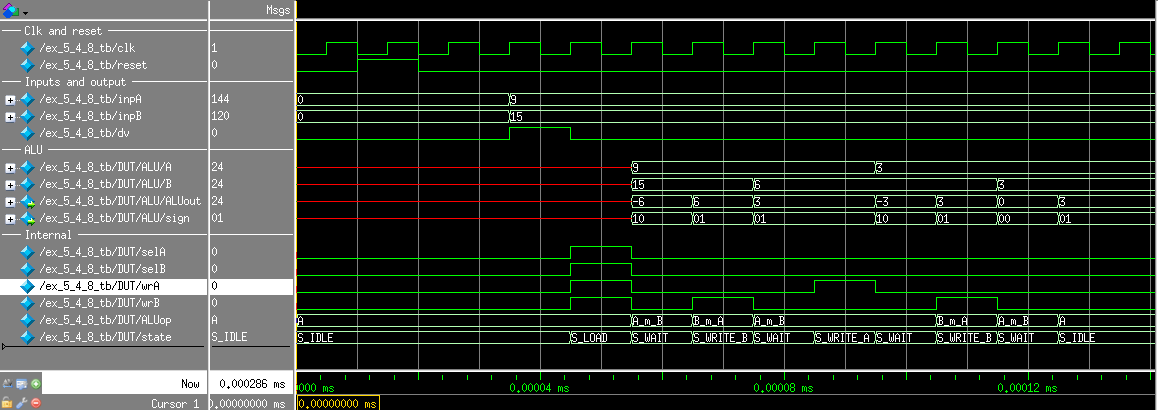 Msgs
Clk and reset
/ex_5_4_8_tb/clk 1
/ex_5_4_8_tb/reset 0
Inputs and output
/ex_5_4_8_tb/inpA 144 0 9
/ex_5_4_8_tb/inpB 120 0 15
/ex_5_4_8_tb/dv 0
ALU
/ex_5_4_8_tb/DUT/ALU/A 24 9 3
/ex_5_4_8_tb/DUT/ALU/B 24 15 6 3
/ex_5_4_8_tb/DUT/ALU/ALUout 24 -6 6 3 -3 3 0 3
/ex_5_4_8_tb/DUT/ALU/sign 01 10 01 01 10 01 00 01
Internal
/ex_5_4_8_tb/DUT/selA 0
/ex_5_4_8_tb/DUT/selB 0
/ex_5_4_8_tb/DUT/wrA 0
/ex_5_4_8_tb/DUT/wrB 0
/ex_5_4_8_tb/DUT/ALUop A A A_m_B B_m_A A_m_B B_m_A A_m_B A
/ex_5_4_8_tb/DUT/state S_IDLE S_IDLE S_LOAD S_WAIT S_WRITE_B S_WAIT S_WRITE_A S_WAIT S_WRITE_B S_WAIT S_IDLE
Now 0.000286 ms 000 ms 0.00004 ms 0.00008 ms 0.00012 ms
Cursor 1 0.00000000 ms 0.00000000 ms